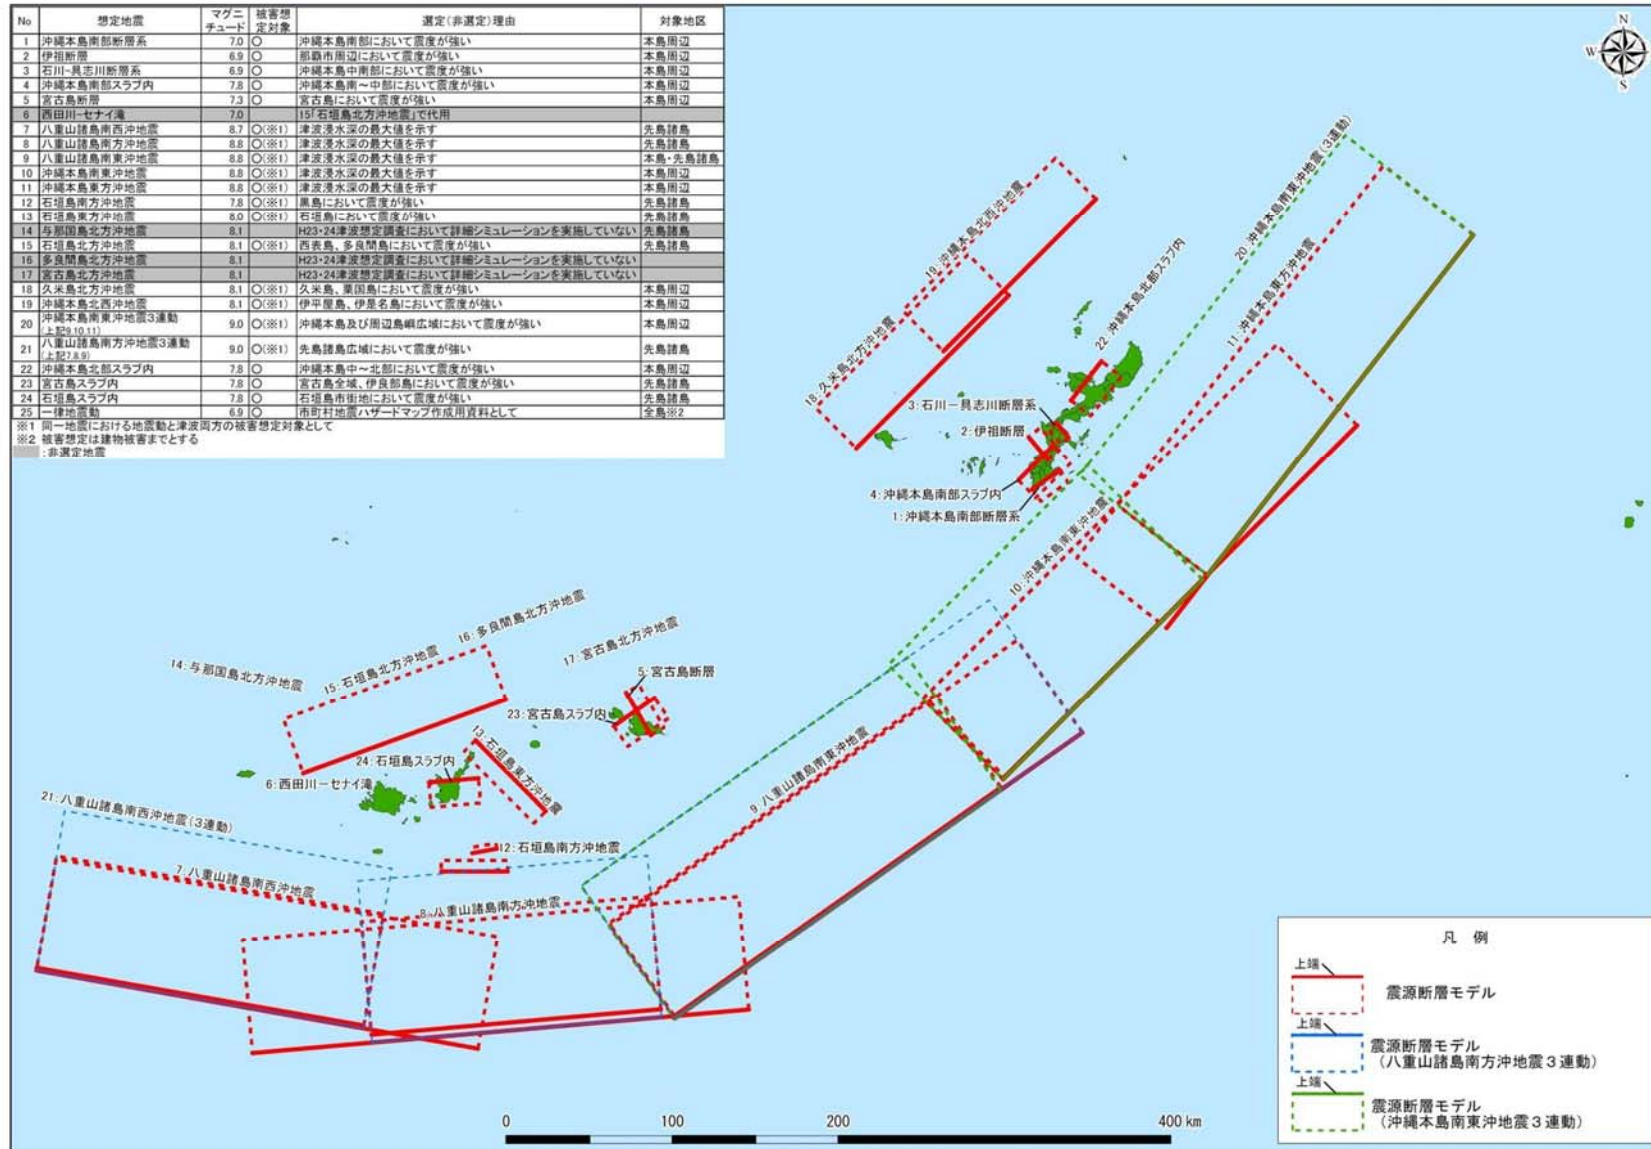 No 想定地震 マグニチュード 被害想定対象 選定(非選定)理由 対象地区
1 沖縄本島南部断層系 7.0 〇 沖縄本島南部において震度が強い 本島周辺
2 伊祖断層 6.9 〇 那覇市周辺において震度が強い 本島周辺
3 石川-具志川断層系 6.9 〇 沖縄本島中南部において震度が強い 本島周辺
4 沖縄本島南部スラブ内 7.8 〇 沖縄本島南~中部において震度が強い 本島周辺
5 宮古島断層 7.3 〇 宮古島において震度が強い 本島周辺
6 西田川-セナイ滝 7.0 15「石垣島北方沖地震」で代用
7 八重山諸島南西沖地震 8.7 〇(※1) 津波浸水深の最大値を示す 先島諸島
8 八重山諸島南方沖地震 8.8 〇(※1) 津波浸水深の最大値を示す 先島諸島
9 八重山諸島南東沖地震 8.8 〇(※1) 津波浸水深の最大値を示す 本島・先島諸島
10 沖縄本島南東沖地震 8.8 〇(※1) 津波浸水深の最大値を示す 本島周辺
11 沖縄本島東方沖地震 8.8 〇(※1) 津波浸水深の最大値を示す 本島周辺
12 石垣島南方沖地震 7.8 〇(※1) 黒島において震度が強い 先島諸島
13 石垣島東方沖地震 8.0 〇(※1) 石垣島において震度が強い 先島諸島
14 与那国島北方沖地震 8.1 H23・24津波想定調査において詳細シミュレーションを実施していない 先島諸島
15 石垣島北方沖地震 8.1 〇(※1) 西表島、多良間島において震度が強い 先島諸島
16 多良間島北方沖地震 8.1 H23・24津波想定調査において詳細シミュレーションを実施していない
17 宮古島北方沖地震 8.1 H23・24津波想定調査において詳細シミュレーションを実施していない
18 久米島北方沖地震 8.1 〇(※1) 久米島、粟国島において震度が強い 本島周辺
19 沖縄本島北西沖地震 8.1 〇(※1) 伊平屋島、伊是名島において震度が強い 本島周辺
20 沖縄本島南東沖地震3連動 (上記9,10,11) 9.0 〇(※1) 沖縄本島及び周辺島嶼広域において震度が強い 本島周辺
21 八重山諸島南方沖地震3連動 (上記7,8,9) 9.0 〇(※1) 先島諸島広域において震度が強い 先島諸島
22 沖縄本島北部スラブ内 7.8 〇 沖縄本島中~北部において震度が強い 本島周辺
23 宮古島スラブ内 7.8 〇 宮古島全域、伊良部島において震度が強い 先島諸島
24 石垣島スラブ内 7.8 〇 石垣島市街地において震度が強い 先島諸島
25 一律地震動 6.9 〇 市町村地震ハザードマップ作成用資料として 全島※2
※1 同一地震における地震動と津波両方の被害想定対象として
※2 被害想定は建物被害までとする
:非選定地震
N
W
S
20:沖縄本島南東沖地震(3連動)
19:沖縄本島北西沖地震
11:沖縄本島東方沖地震
22:沖縄本島北部スラブ内
18:久米島北方沖地震
3:石川-具志川断層系
2:伊祖断層
4:沖縄本島南部スラブ内
1:沖縄本島南部断層系
10:沖縄本島南東沖地震
16:多良間島北方沖地震
17:宮古島北方沖地震
14:与那国島北方沖地震
15:石垣島北方沖地震
5:宮古島断層
23:宮古島スラブ内
13:石垣島東方沖地震
24:石垣島スラブ内
6:西田川-セナイ滝
9:八重山諸島南東沖地震
21:八重山諸島南西沖地震(3連動)
12:石垣島南方沖地震
7:八重山諸島南西沖地震
8:八重山諸島南方沖地震
凡 例
上端
震源断層モデル
上端
震源断層モデル
(八重山諸島南方沖地震3連動)
上端
震源断層モデル
(沖縄本島南東沖地震3連動)
0 100 200 400 km